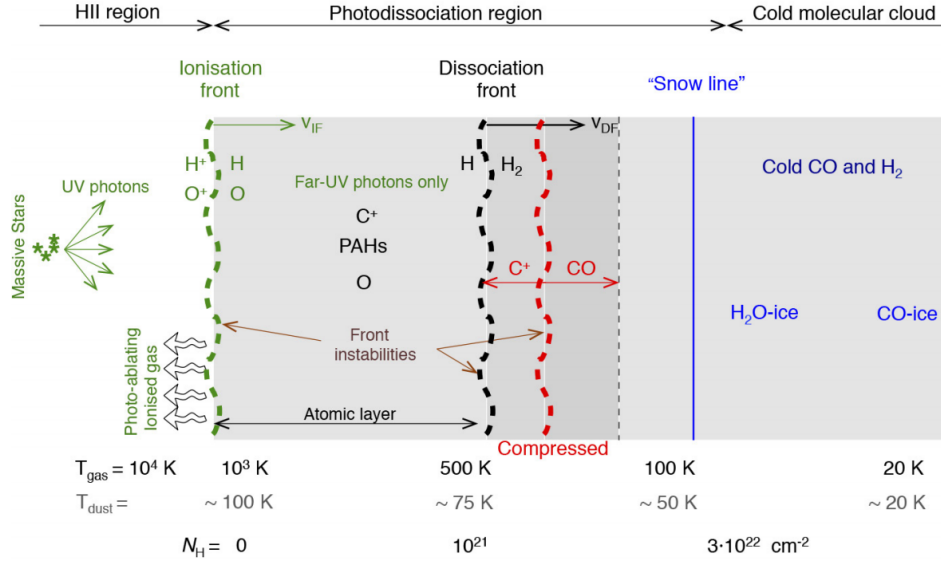 HII region
Photodissociation region
Cold molecular cloud
Ionisation
front
Dissociation
front
“Snow line”
V_IF
V_DF
H⁺ H
O⁺ O
H H₂
UV photons
Massive Stars
Far-UV photons only
Cold CO and H₂
C⁺
PAHs
O
C⁺ CO
H₂O-ice
CO-ice
Front
instabilities
Photo-ablating
Ionised gas
Atomic layer
Compressed
T_gas = 10⁴ K 10³ K 500 K 100 K 20 K
T_dust = ~ 100 K ~ 75 K ~ 50 K ~ 20 K
N_H = 0 10²¹ 3·10²² cm⁻²